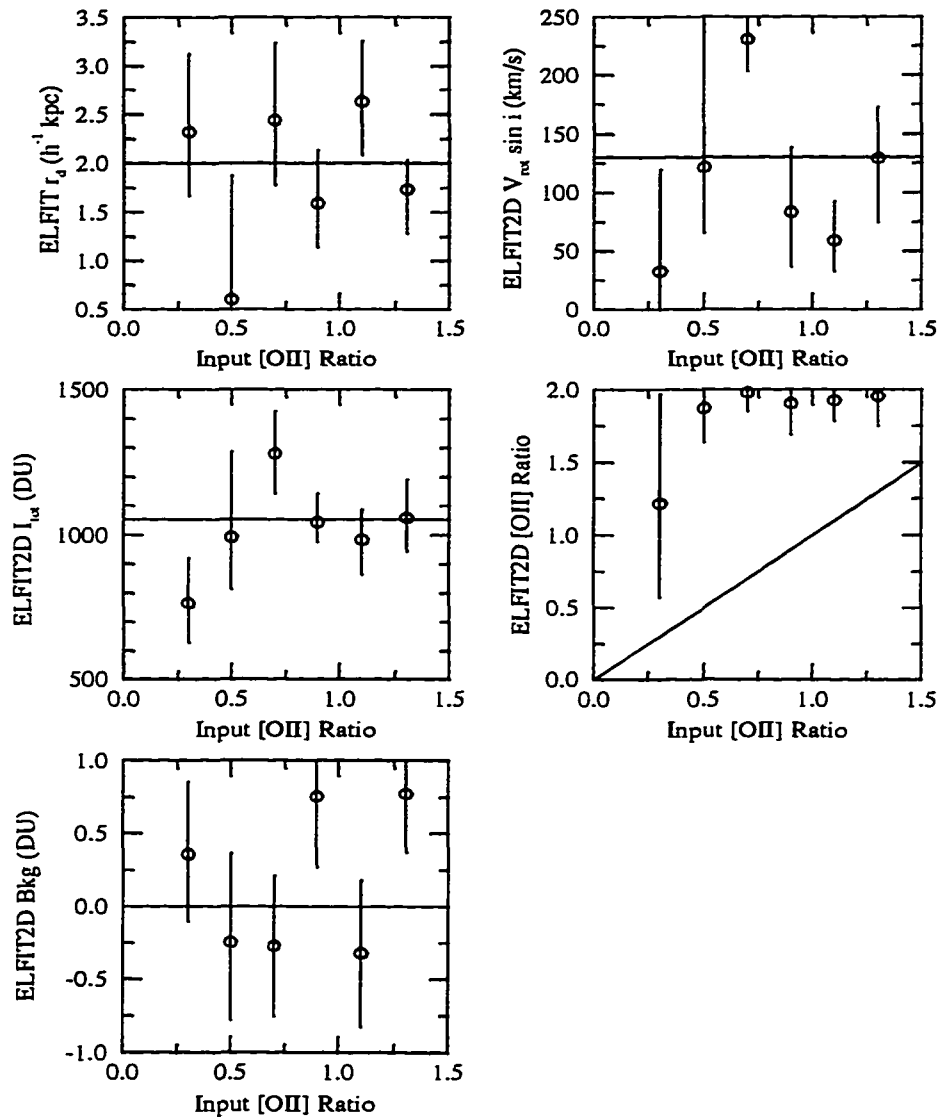 3.5
3.0
2.5
2.0
1.5
1.0
0.5
ELFIT r_d (h^-1 kpc)
0.0 0.5 1.0 1.5
Input [OII] Ratio
250
200
150
100
50
0
ELFIT2D V_rot sin i (km/s)
0.0 0.5 1.0 1.5
Input [OII] Ratio
1500
1000
500
ELFIT2D I_tot (DU)
0.0 0.5 1.0 1.5
Input [OII] Ratio
2.0
1.5
1.0
0.5
0.0
ELFIT2D [OII] Ratio
0.0 0.5 1.0 1.5
Input [OII] Ratio
1.0
0.5
0.0
-0.5
-1.0
ELFIT2D Bkg (DU)
0.0 0.5 1.0 1.5
Input [OII] Ratio